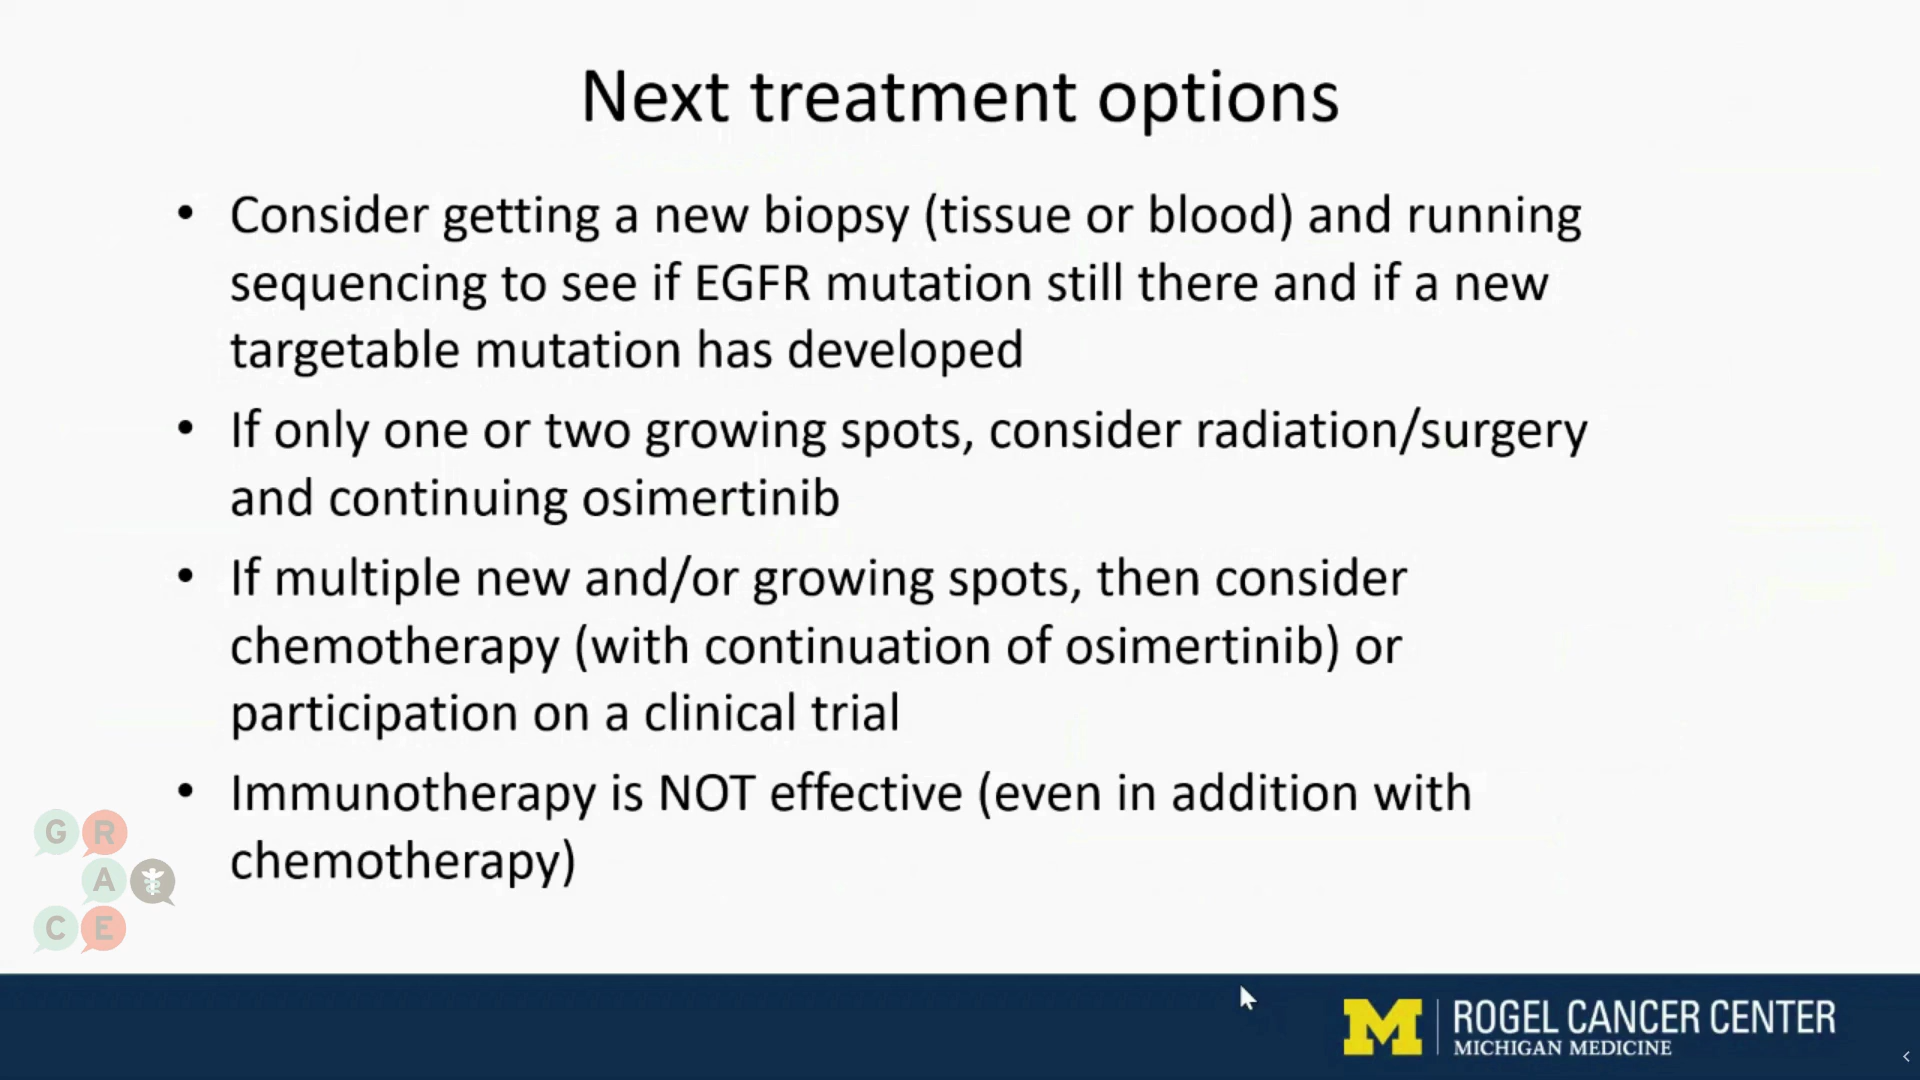 Next treatment options
• Consider getting a new biopsy (tissue or blood) and running
sequencing to see if EGFR mutation still there and if a new
targetable mutation has developed
• If only one or two growing spots, consider radiation/surgery
and continuing osimertinib
• If multiple new and/or growing spots, then consider
chemotherapy (with continuation of osimertinib) or
participation on a clinical trial
• Immunotherapy is NOT effective (even in addition with
chemotherapy)
G R
A
C E
M ROGEL CANCER CENTER
MICHIGAN MEDICINE